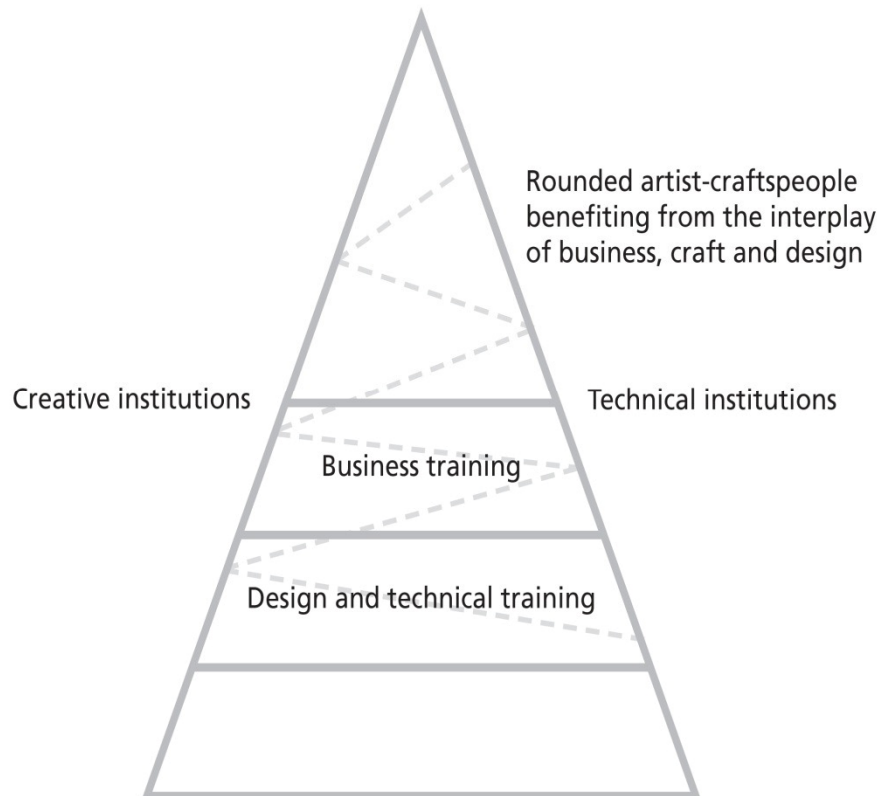 Rounded artist-craftspeople
benefiting from the interplay
of business, craft and design
Creative institutions
Technical institutions
Business training
Design and technical training